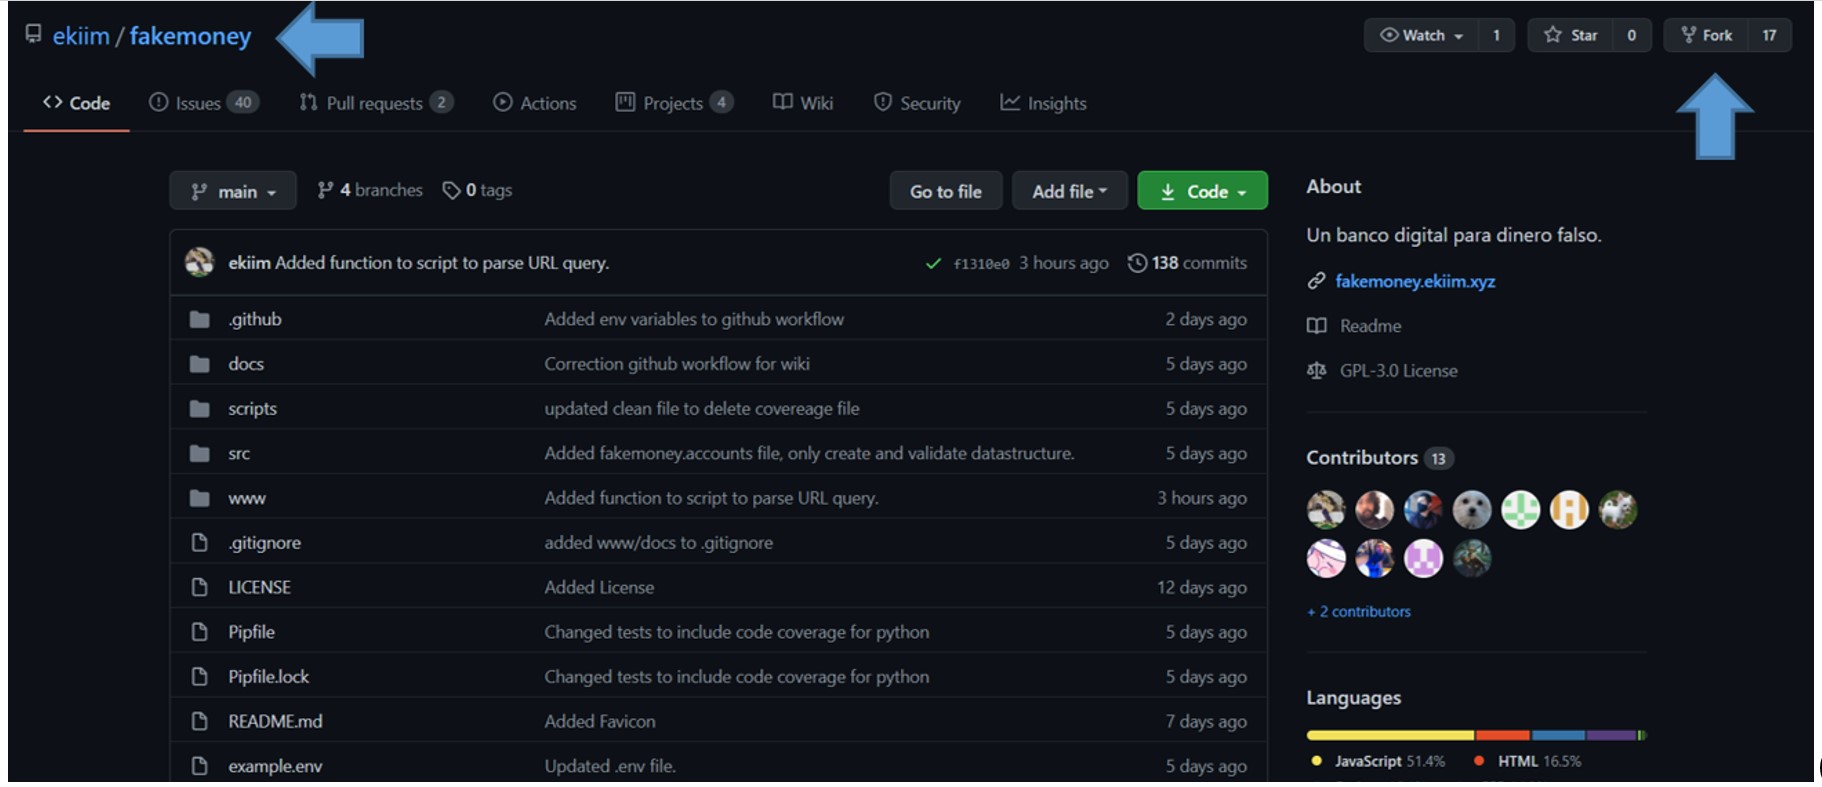 ekiim / fakemoney
Watch 1 Star 0 Fork 17
Code Issues 40 Pull requests 2 Actions Projects 4 Wiki Security Insights
main 4 branches 0 tags Go to file Add file Code
ekiim Added function to script to parse URL query. f1310e0 3 hours ago 138 commits
.github Added env variables to github workflow 2 days ago
docs Correction github workflow for wiki 5 days ago
scripts updated clean file to delete covereage file 5 days ago
src Added fakemoney.accounts file, only create and validate datastructure. 5 days ago
www Added function to script to parse URL query. 3 hours ago
.gitignore added www/docs to .gitignore 5 days ago
LICENSE Added License 12 days ago
Pipfile Changed tests to include code coverage for python 5 days ago
Pipfile.lock Changed tests to include code coverage for python 5 days ago
README.md Added Favicon 7 days ago
example.env Updated .env file. 5 days ago
About
Un banco digital para dinero falso.
fakemoney.ekiim.xyz
Readme
GPL-3.0 License
Contributors 13
+ 2 contributors
Languages
JavaScript 51.4% HTML 16.5%